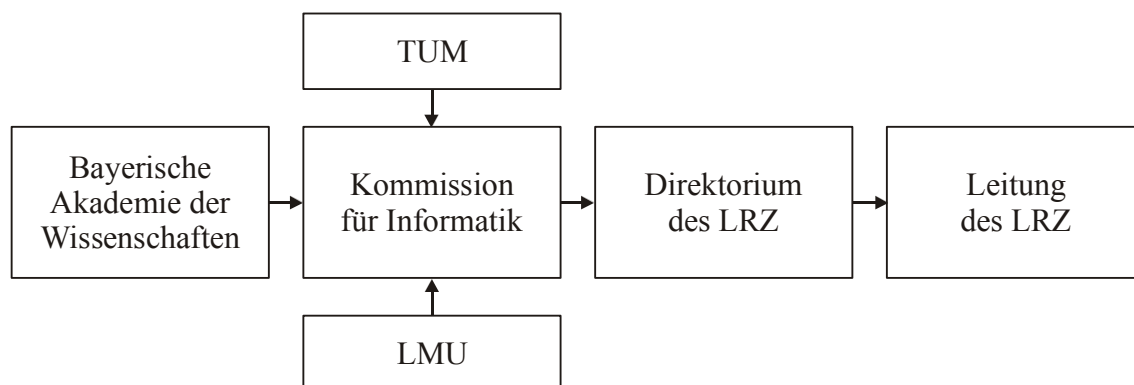 TUM
Bayerische
Akademie der
Wissenschaften
Kommission
für Informatik
Direktorium
des LRZ
Leitung
des LRZ
LMU